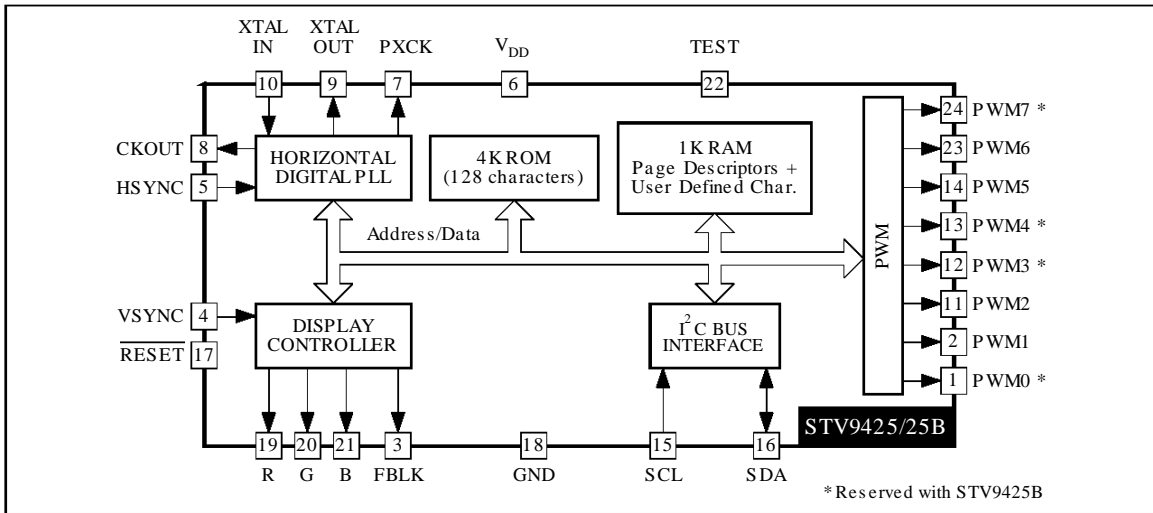 XTAL IN
XTAL OUT
PXCK
VDD
TEST
10
9
7
6
22
CKOUT 8
HSYNC 5
HORIZONTAL
DIGITAL PLL
4K ROM
(128 characters)
1K RAM
Page Descriptors +
User Defined Char.
Address/Data
PWM
24 PWM7 *
23 PWM6
14 PWM5
13 PWM4 *
12 PWM3 *
11 PWM2
2 PWM1
1 PWM0 *
VSYNC 4
RESET 17
DISPLAY
CONTROLLER
I2C BUS
INTERFACE
STV9425/25B
19
20
21
3
18
15
16
R
G
B
FBLK
GND
SCL
SDA
* Reserved with STV9425B